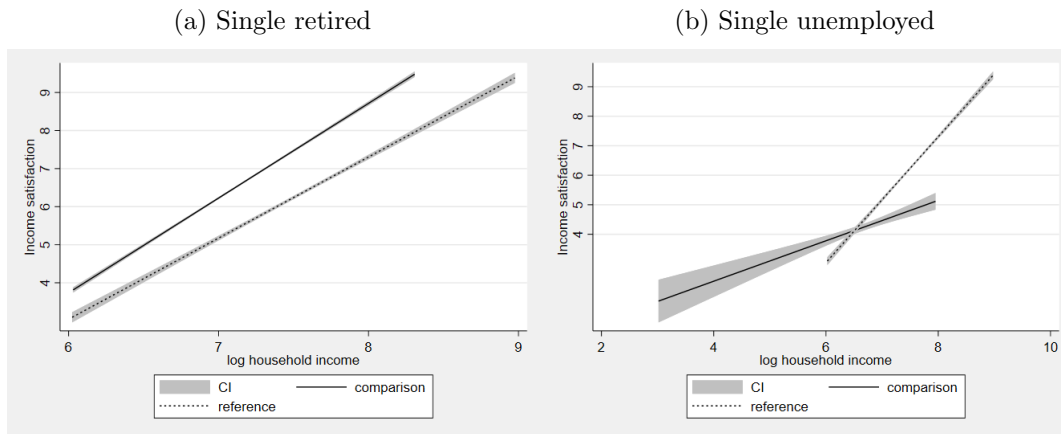 (a) Single retired
(b) Single unemployed
Income satisfaction
9
8
7
6
5
4
6
7
8
9
log household income
CI
comparison
reference
Income satisfaction
9
8
7
6
5
4
2
4
6
8
10
log household income
CI
comparison
reference